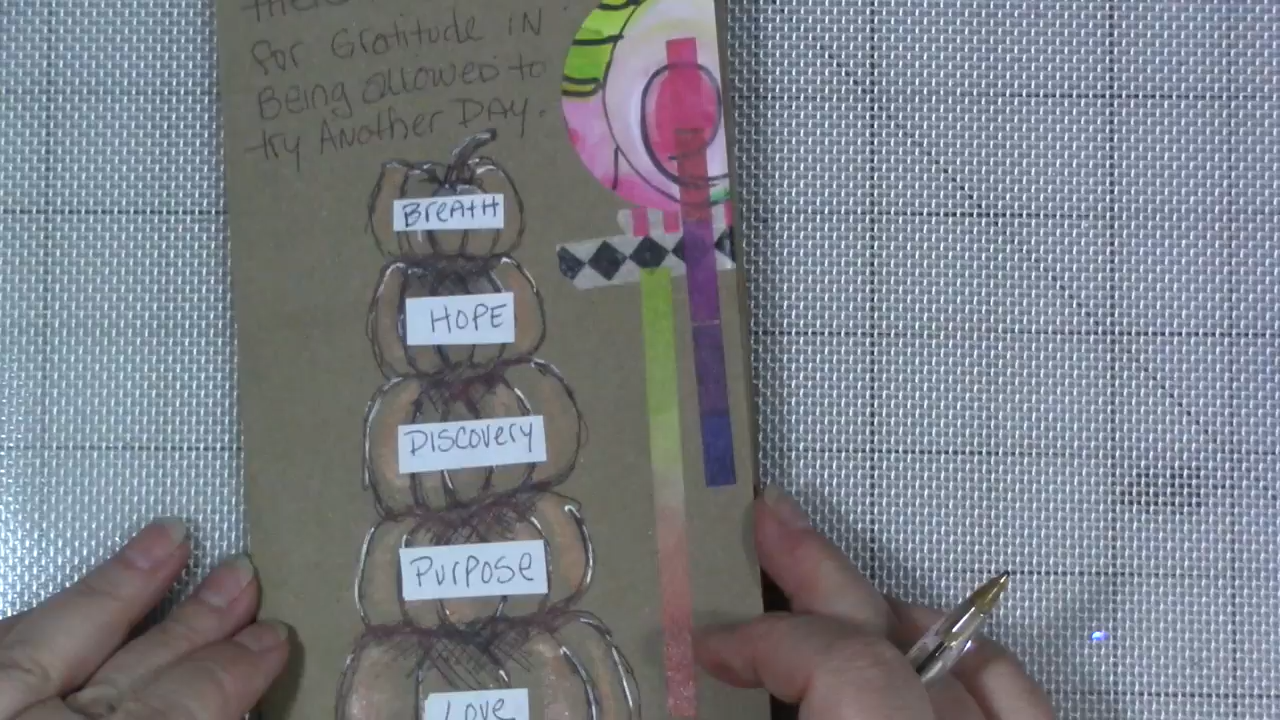 For Gratitude IN
Being allowed to
try Another DAY.
BreATH
HOPE
DIscovery
PurPose
Love